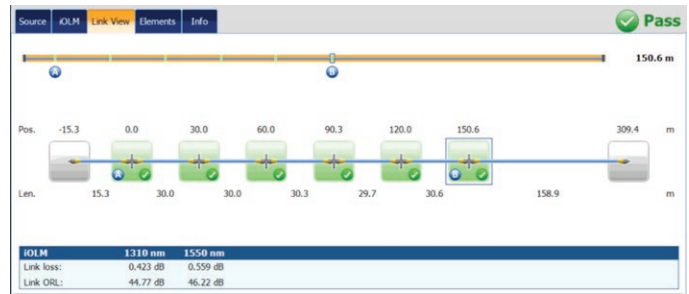 Source iOLM Link View Elements Info Pass
150.6 m
A B
Pos. -15.3 0.0 30.0 60.0 90.3 120.0 150.6 309.4 m
A B
Len. 15.3 30.0 30.0 30.3 29.7 30.6 158.9 m
iOLM 1310 nm 1550 nm
Link loss: 0.423 dB 0.559 dB
Link ORL: 44.77 dB 46.22 dB